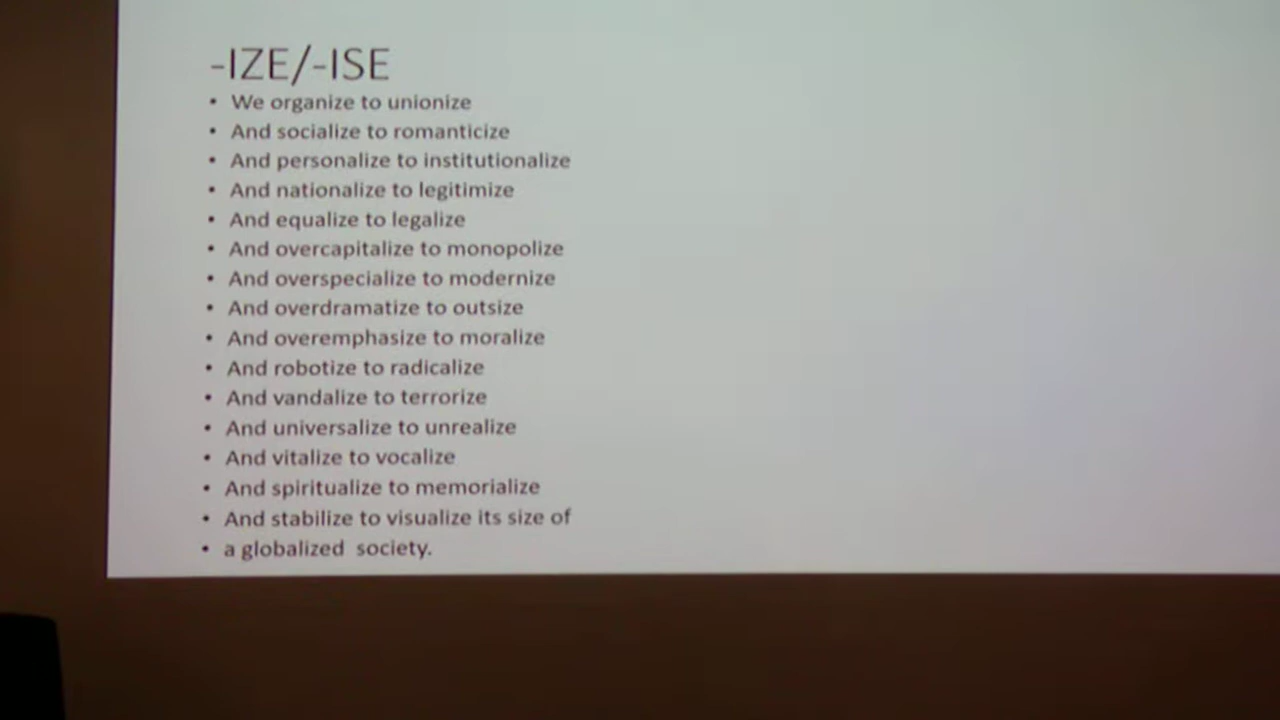 -IZE/-ISE
• We organize to unionize
• And socialize to romanticize
• And personalize to institutionalize
• And nationalize to legitimize
• And equalize to legalize
• And overcapitalize to monopolize
• And overspecialize to modernize
• And overdramatize to outsize
• And overemphasize to moralize
• And robotize to radicalize
• And vandalize to terrorize
• And universalize to unrealize
• And vitalize to vocalize
• And spiritualize to memorialize
• And stabilize to visualize its size of
• a globalized  society.